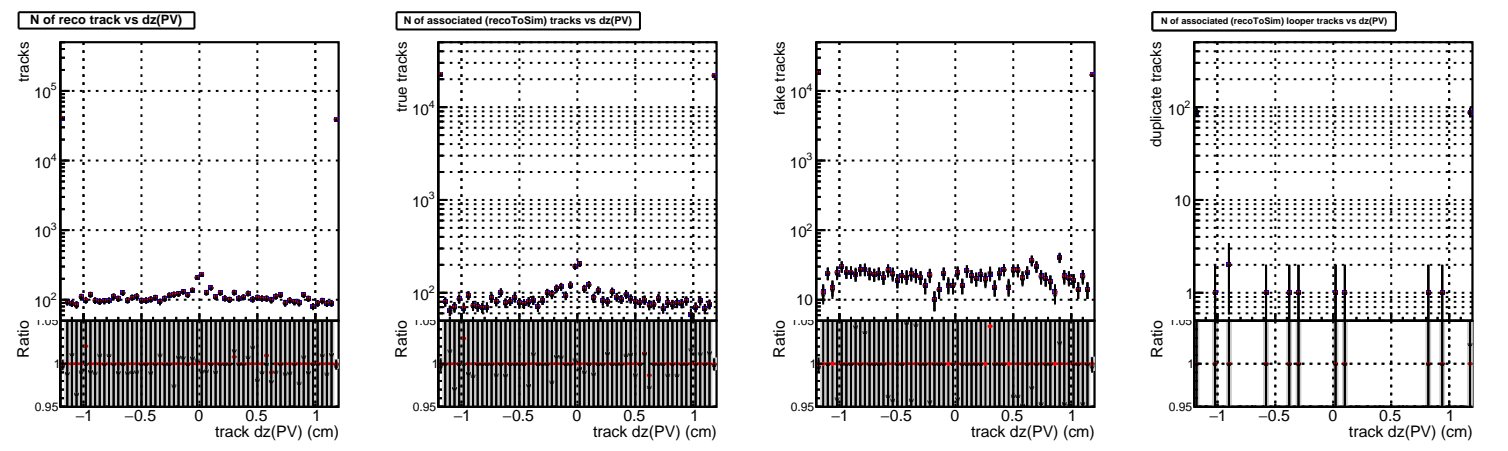 N of reco track vs dz(PV)
tracks
10^5
10^4
10^3
10^2
Ratio
1.05
1
0.95
−1 −0.5 0 0.5 1
track dz(PV) (cm)
N of associated (recoToSim) tracks vs dz(PV)
true tracks
10^4
10^3
10^2
Ratio
1.05
1
0.95
−1 −0.5 0 0.5 1
track dz(PV) (cm)
fake tracks
10^4
10^3
10^2
10
Ratio
1.05
1
0.95
−1 −0.5 0 0.5 1
track dz(PV) (cm)
N of associated (recoToSim) looper tracks vs dz(PV)
duplicate tracks
10^2
10
1
Ratio
1.05
1
0.95
−1 −0.5 0 0.5 1
track dz(PV) (cm)